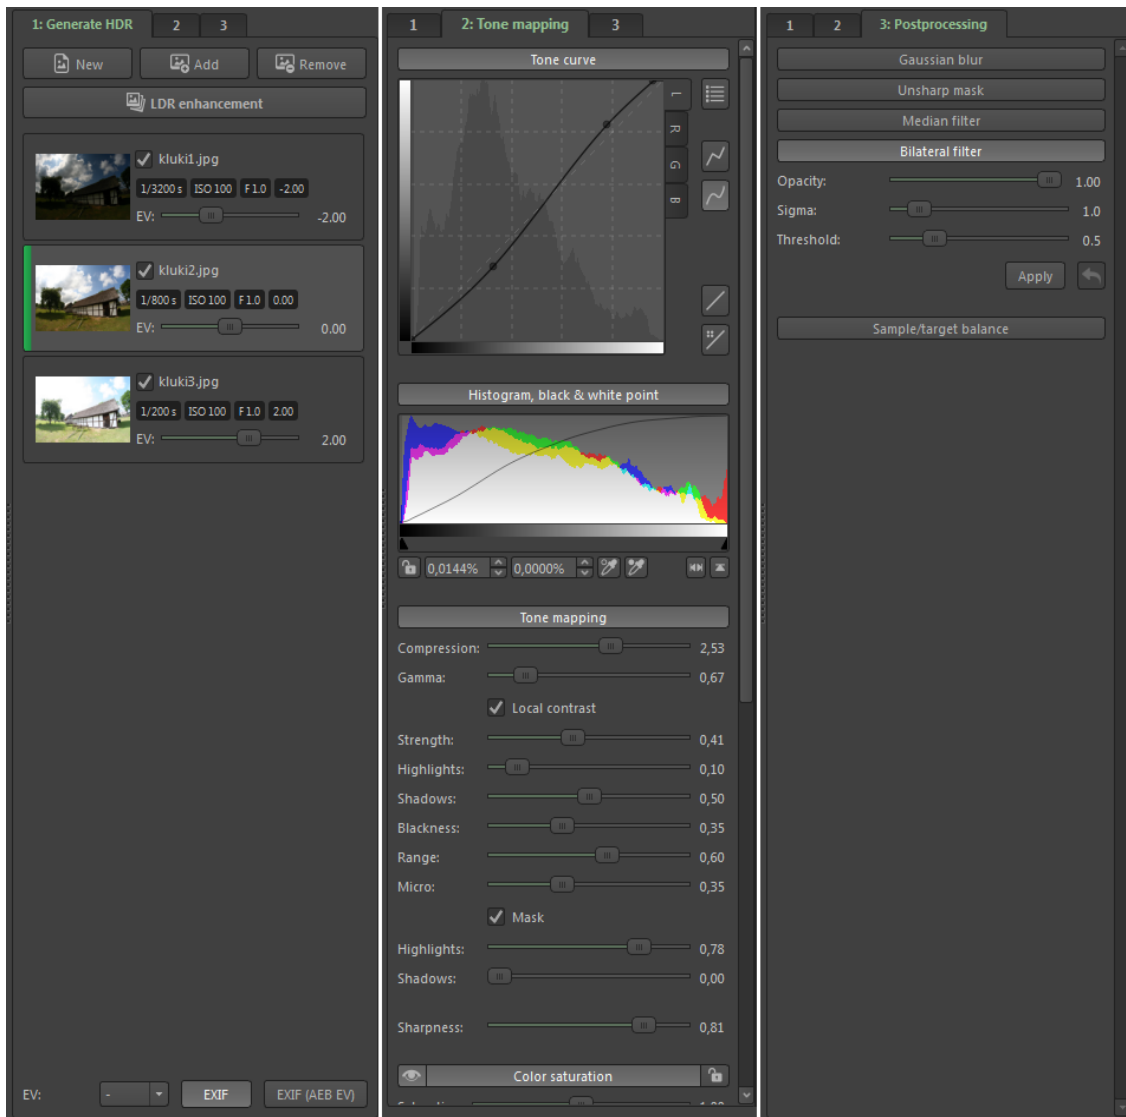 1: Generate HDR 2 3
New Add Remove
LDR enhancement
kluki1.jpg
1/3200 s ISO 100 F 1.0 -2.00
EV: -2.00
kluki2.jpg
1/800 s ISO 100 F 1.0 0.00
EV: 0.00
kluki3.jpg
1/200 s ISO 100 F 1.0 2.00
EV: 2.00
EV: - EXIF EXIF (AEB EV)
1 2: Tone mapping 3
Tone curve
L
R
G
B
Histogram, black & white point
0,0144% 0,0000%
Tone mapping
Compression: 2,53
Gamma: 0,67
Local contrast
Strength: 0,41
Highlights: 0,10
Shadows: 0,50
Blackness: 0,35
Range: 0,60
Micro: 0,35
Mask
Highlights: 0,78
Shadows: 0,00
Sharpness: 0,81
Color saturation
1 2 3: Postprocessing
Gaussian blur
Unsharp mask
Median filter
Bilateral filter
Opacity: 1.00
Sigma: 1.0
Threshold: 0.5
Apply
Sample/target balance